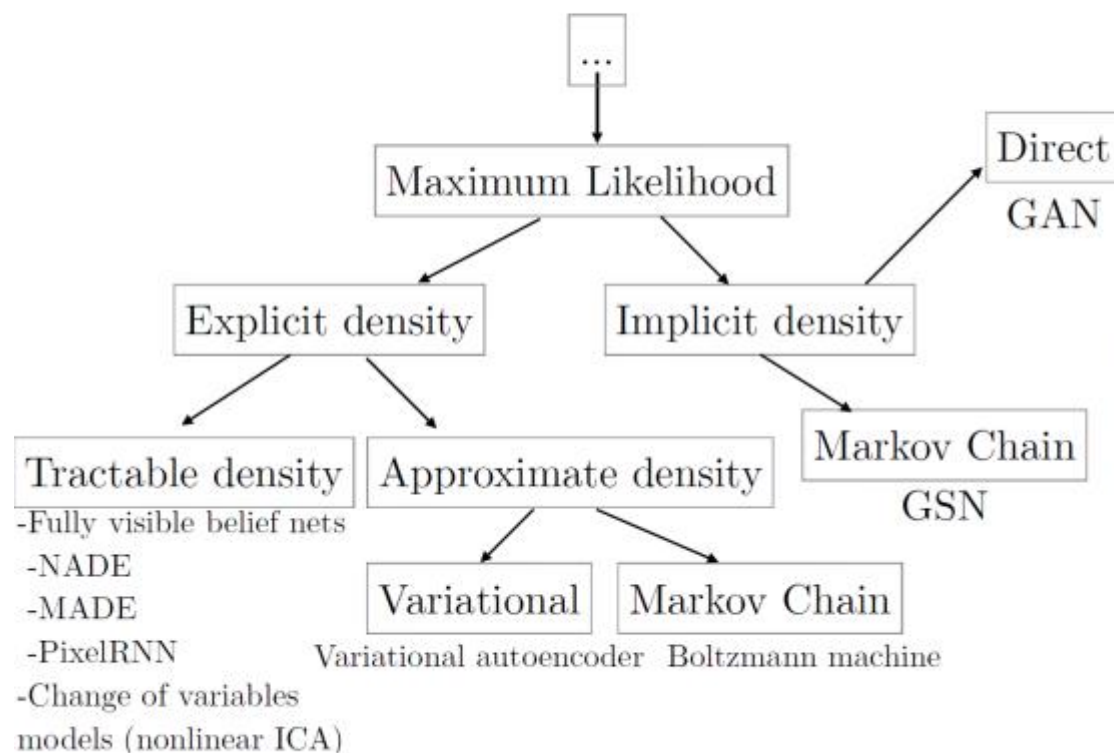 ...
Maximum Likelihood
Direct
GAN
Explicit density
Implicit density
Tractable density
-Fully visible belief nets
-NADE
-MADE
-PixelRNN
-Change of variables
models (nonlinear ICA)
Approximate density
Variational
Variational autoencoder
Markov Chain
Boltzmann machine
Markov Chain
GSN